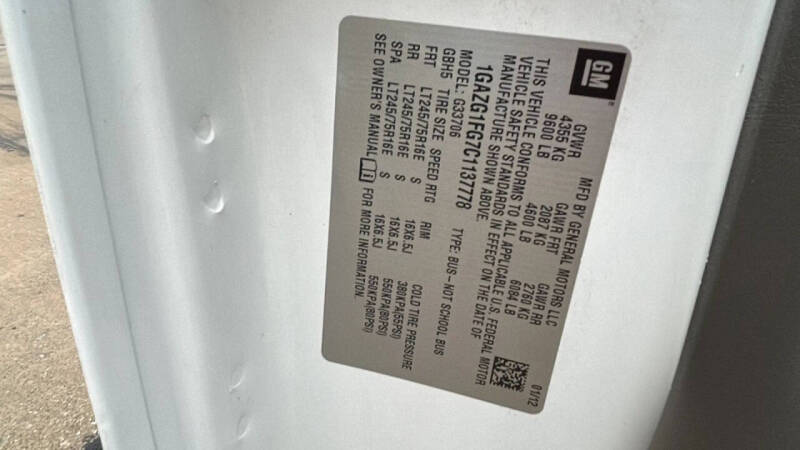 GM
MFD BY GENERAL MOTORS LLC 01/12
GVWR GAWR FRT GAWR RR
4355 KG 2087 KG 2760 KG
9600 LB 4600 LB 6084 LB
THIS VEHICLE CONFORMS TO ALL APPLICABLE U.S. FEDERAL MOTOR
VEHICLE SAFETY STANDARDS IN EFFECT ON THE DATE OF
MANUFACTURE SHOWN ABOVE.
1GAZG1FG7C1137778 TYPE: BUS-NOT SCHOOL BUS
MODEL: G33706
GBH5 TIRE SIZE SPEED RTG RIM COLD TIRE PRESSURE
FRT LT245/75R16E S 16X6.5J 380KPA(55PSI)
RR LT245/75R16E S 16X6.5J 550KPA(80PSI)
SPA LT245/75R16E S 16X6.5J 550KPA(80PSI)
SEE OWNER'S MANUAL FOR MORE INFORMATION.